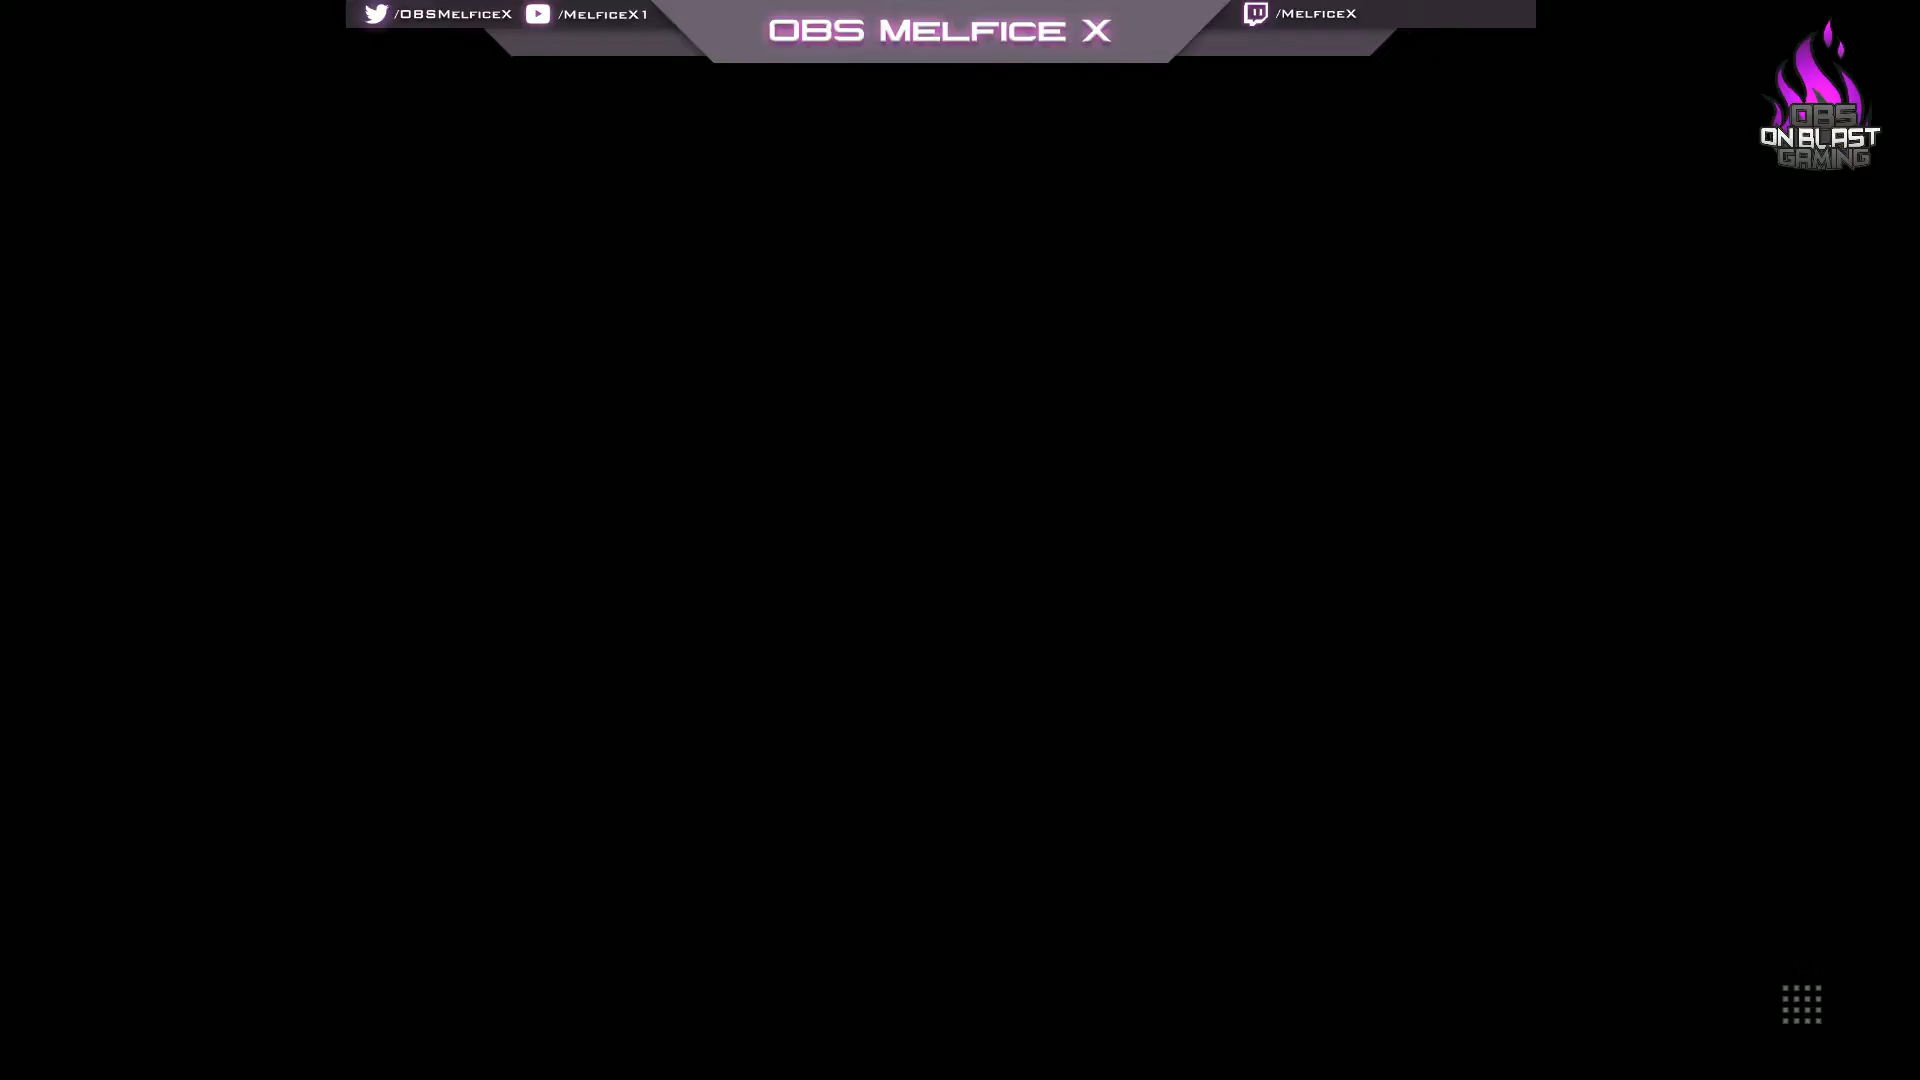 /OBSMelficeX /MelficeX1
OBS Melfice X
/MelficeX
OBS
ON BLAST
GAMING